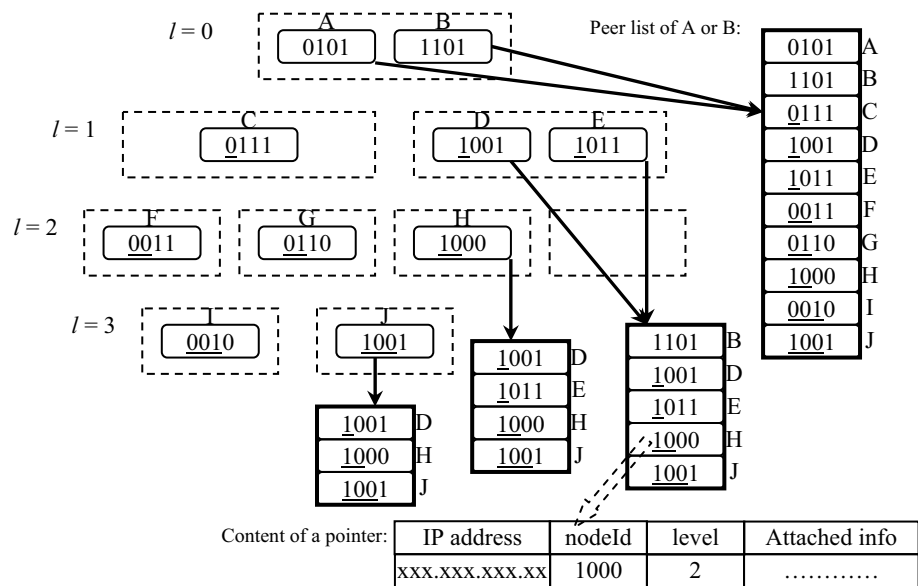 l = 0
A
B
0101
1101
Peer list of A or B:
0101 A
1101 B
0111 C
1001 D
1011 E
0011 F
0110 G
1000 H
0010 I
1001 J
l = 1
C
D
E
0111
1001
1011
l = 2
F
G
H
0011
0110
1000
l = 3
I
J
0010
1001
1001 D
1000 H
1001 J
1001 D
1011 E
1000 H
1001 J
1101 B
1001 D
1011 E
1000 H
1001 J
Content of a pointer:
IP address nodeId level Attached info
xxx.xxx.xxx.xx 1000 2 …………